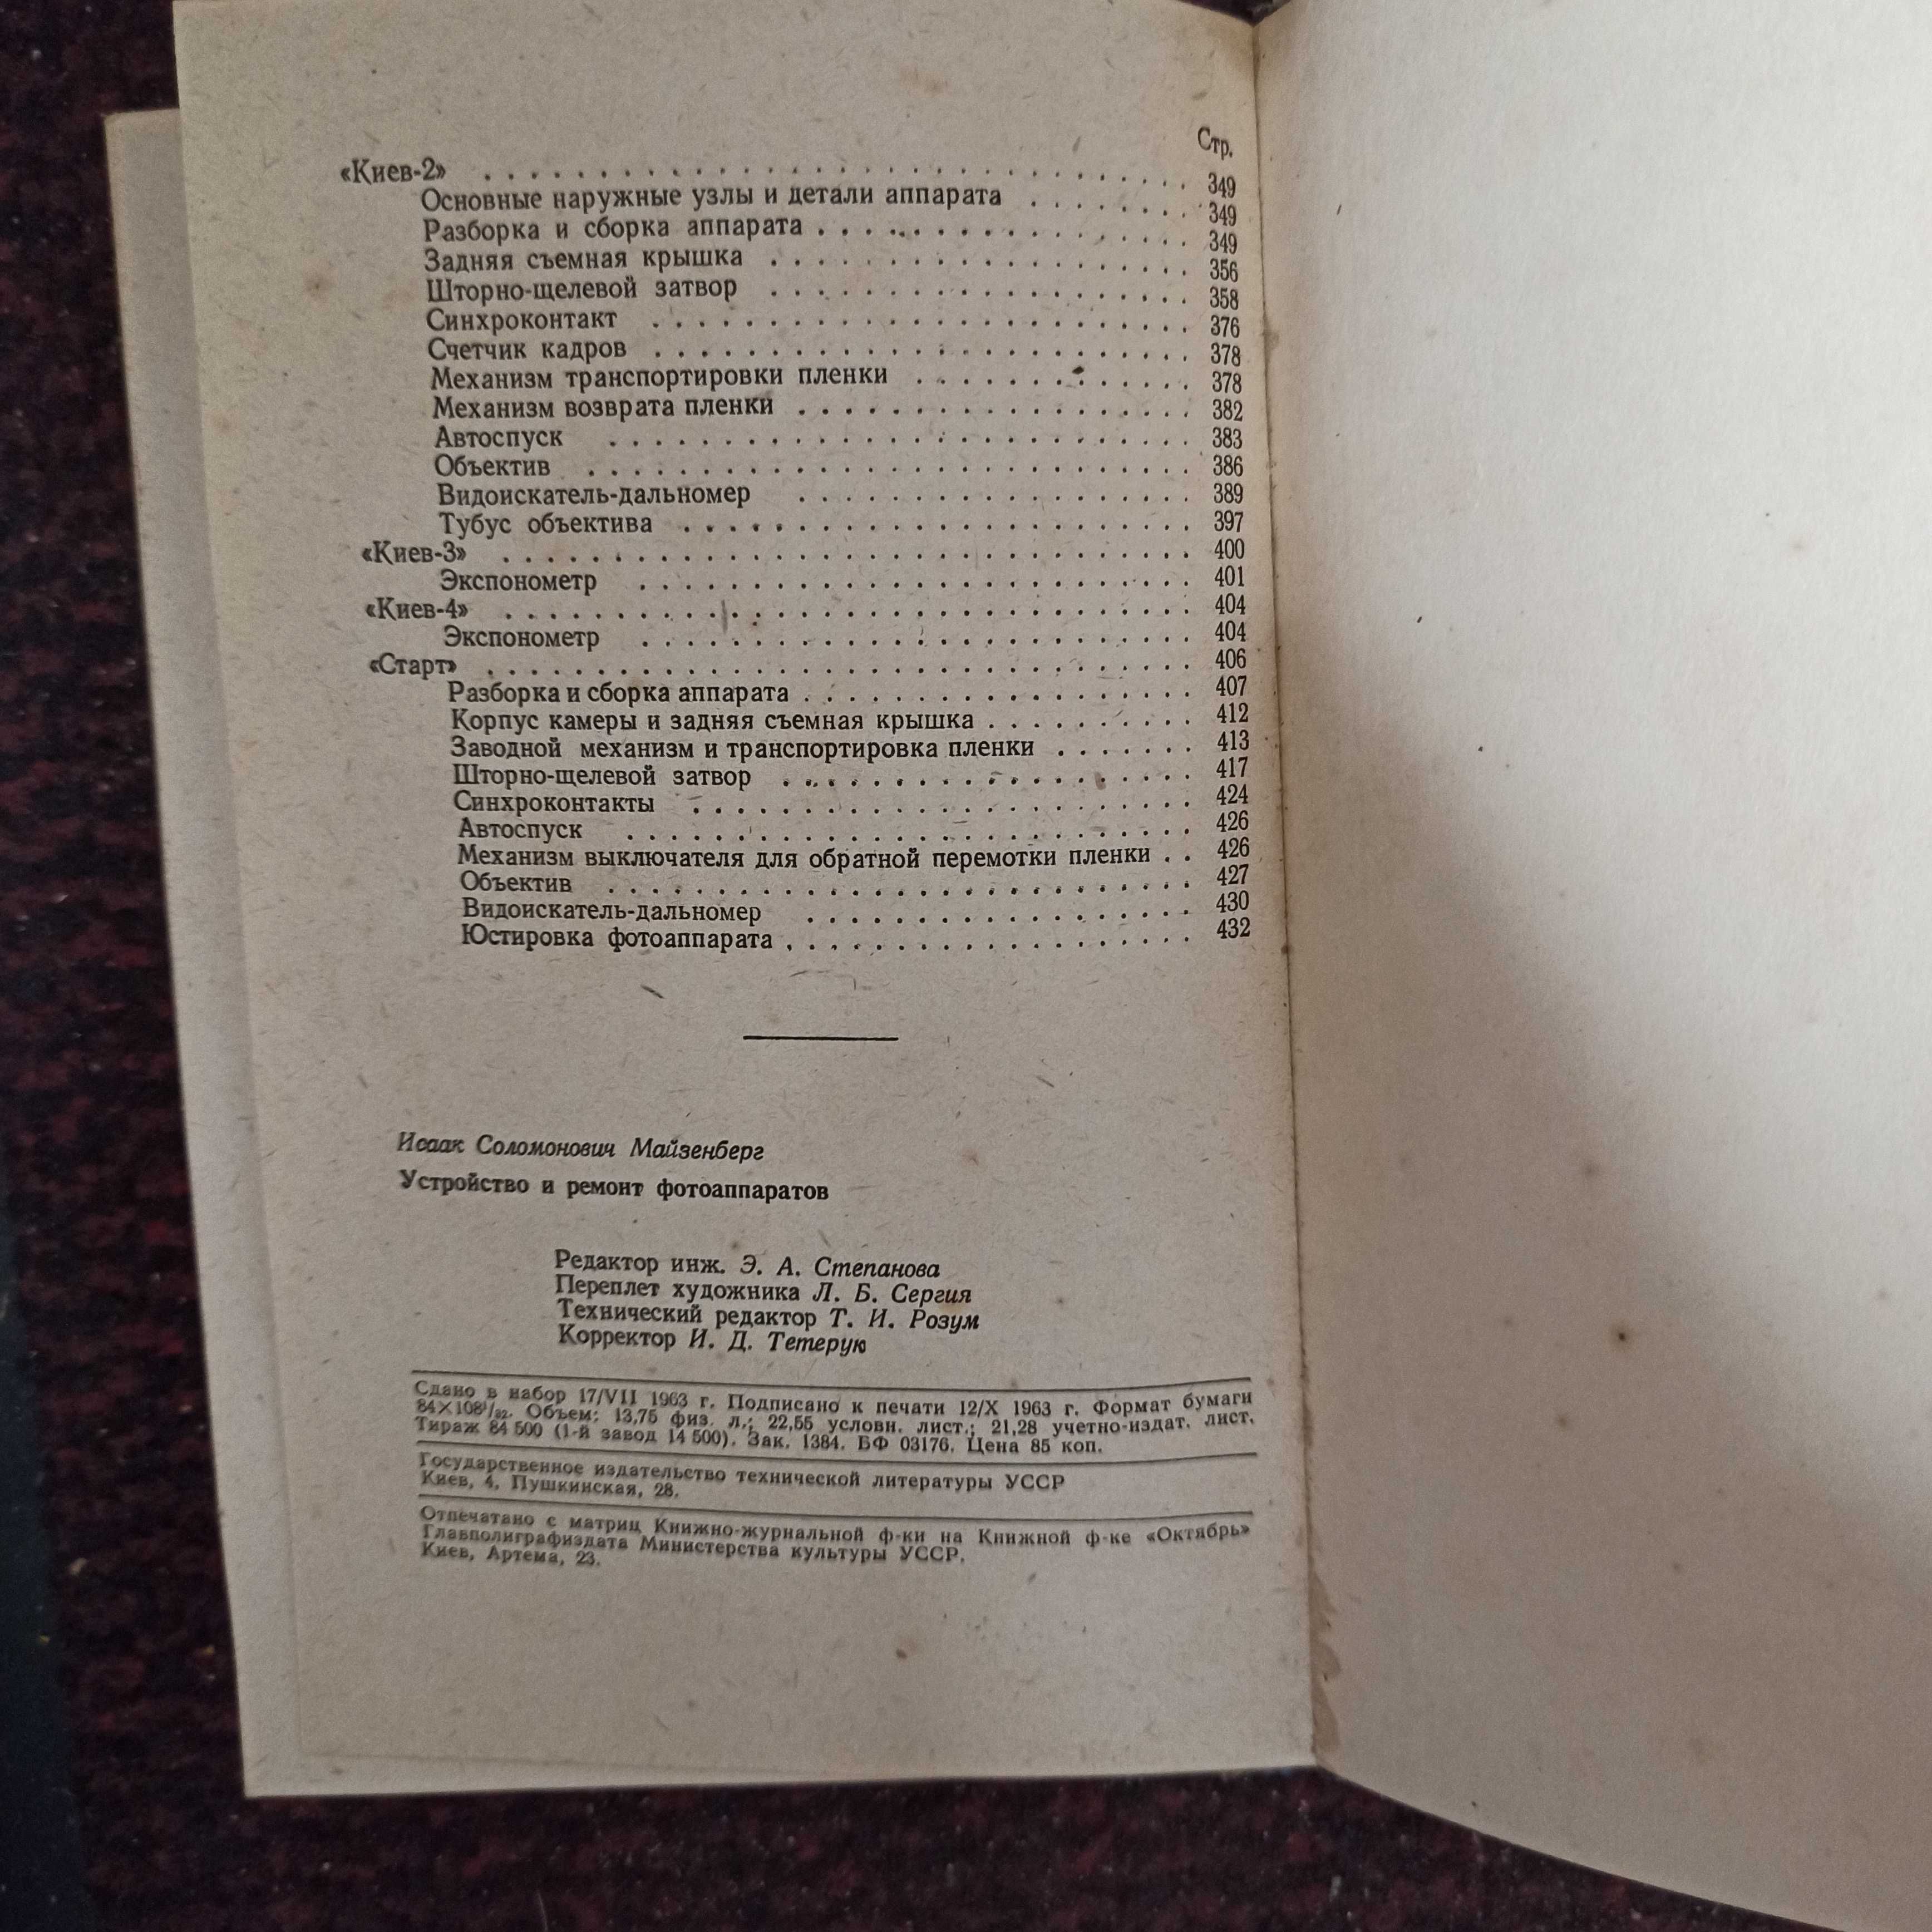 Стр.
«Киев-2» . . . . . . . . . . . . . . . . . . . . . . . 349
Основные наружные узлы и детали аппарата . . . . . . . 349
Разборка и сборка аппарата . . . . . . . . . . . . . 349
Задняя съемная крышка . . . . . . . . . . . . . . 356
Шторно-щелевой затвор . . . . . . . . . . . . . . 358
Синхроконтакт . . . . . . . . . . . . . . . . . . 376
Счетчик кадров . . . . . . . . . . . . . . . . . . 378
Механизм транспортировки пленки . . . . . . . . . . 378
Механизм возврата пленки . . . . . . . . . . . . . 382
Автоспуск . . . . . . . . . . . . . . . . . . . . 383
Объектив . . . . . . . . . . . . . . . . . . . . 386
Видоискатель-дальномер . . . . . . . . . . . . . . 389
Тубус объектива . . . . . . . . . . . . . . . . . 397
«Киев-3» . . . . . . . . . . . . . . . . . . . . . . . 400
Экспонометр . . . . . . . . . . . . . . . . . . . 401
«Киев-4» . . . . . . . . . . . . . . . . . . . . . . . 404
Экспонометр . . . . . . . . . . . . . . . . . . . 404
«Старт» . . . . . . . . . . . . . . . . . . . . . . . 406
Разборка и сборка аппарата . . . . . . . . . . . . . 407
Корпус камеры и задняя съемная крышка . . . . . . . 412
Заводной механизм и транспортировка пленки . . . . . 413
Шторно-щелевой затвор . . . . . . . . . . . . . . 417
Синхроконтакты . . . . . . . . . . . . . . . . . . 424
Автоспуск . . . . . . . . . . . . . . . . . . . . 426
Механизм выключателя для обратной перемотки пленки . . 426
Объектив . . . . . . . . . . . . . . . . . . . . 427
Видоискатель-дальномер . . . . . . . . . . . . . . 430
Юстировка фотоаппарата . . . . . . . . . . . . . . 432
Исаак Соломонович Майзенберг
Устройство и ремонт фотоаппаратов
Редактор инж. Э. А. Степанова
Переплет художника Л. Б. Сергия
Технический редактор Т. И. Розум
Корректор И. Д. Тетерук
Сдано в набор 17/VII 1963 г. Подписано к печати 12/X 1963 г. Формат бумаги
84×108¹/₃₂. Объем: 13,75 физ. л.; 22,55 условн. лист.; 21,28 учетно-издат. лист.
Тираж 84 500 (1-й завод 14 500). Зак. 1384. БФ 03176. Цена 85 коп.
Государственное издательство технической литературы УССР
Киев, 4, Пушкинская, 28.
Отпечатано с матриц Книжно-журнальной ф-ки на Книжной ф-ке «Октябрь»
Главполиграфиздата Министерства культуры УССР,
Киев, Артема, 23.